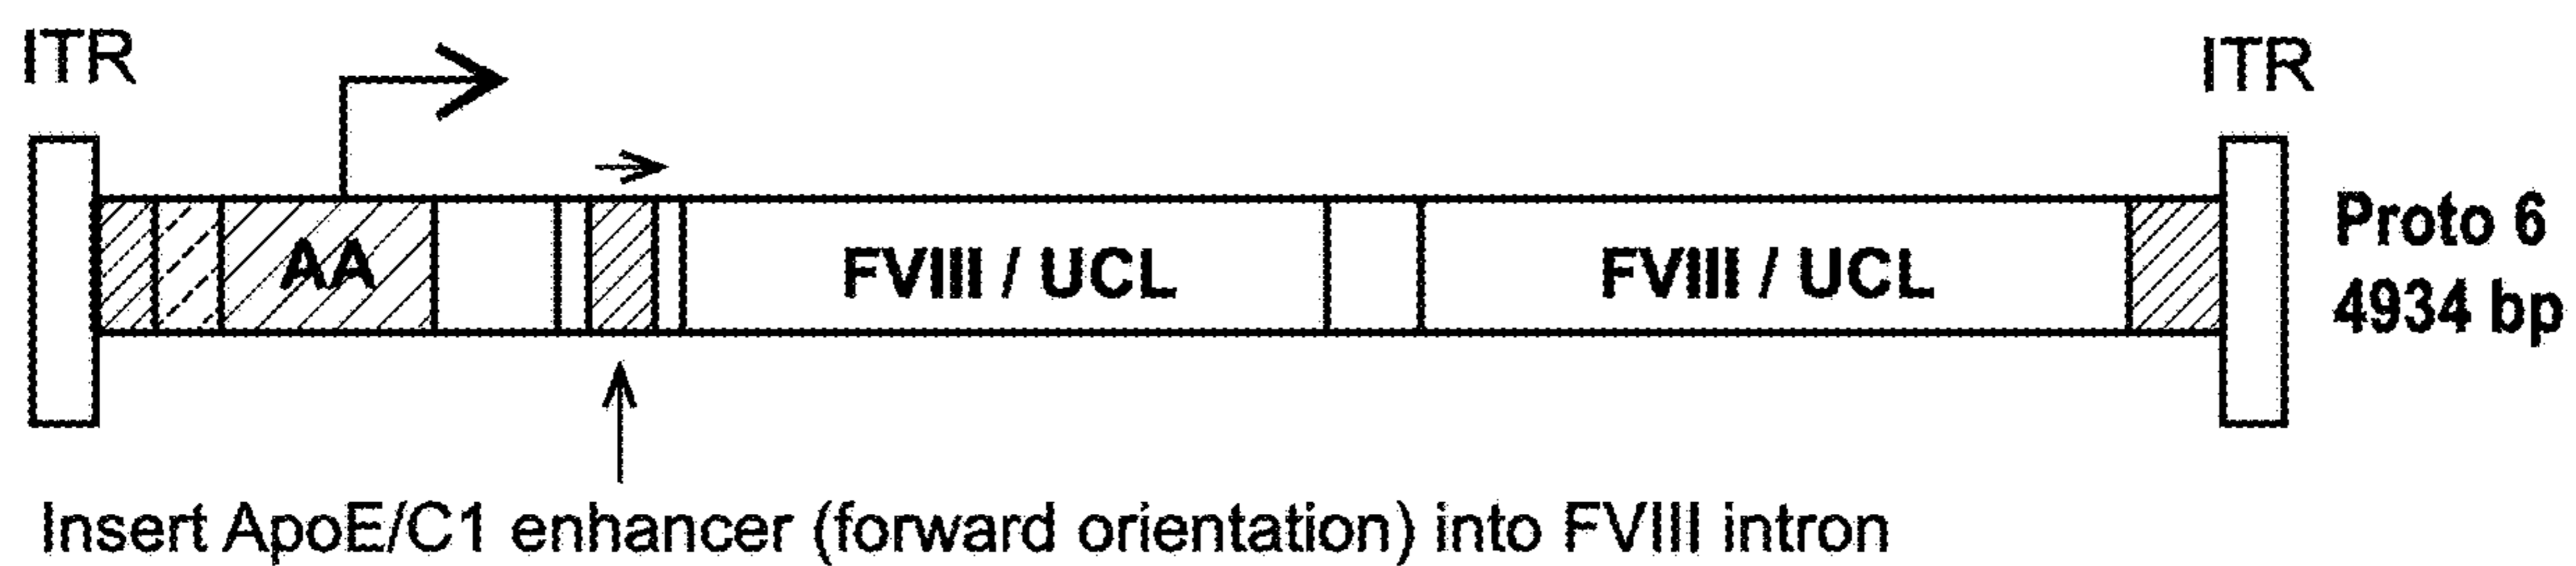 ITR
ITR
AA
FVIII / UCL
FVIII / UCL
Proto 6
4934 bp
Insert ApoE/C1 enhancer (forward orientation) into FVIII intron